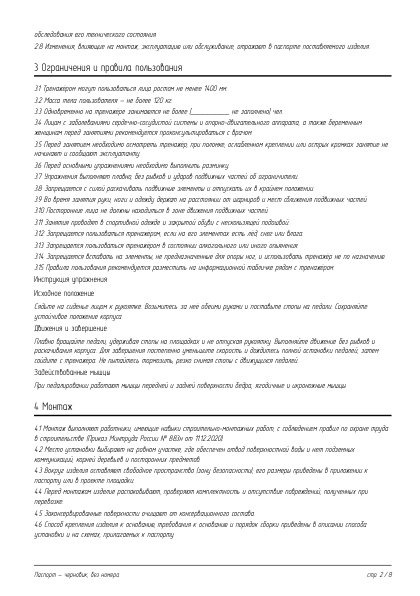 обследования его технического состояния
2.8 Изменения, влияющие на монтаж, эксплуатацию или обслуживание, отражают в паспорте поставляемого изделия.
3 Ограничения и правила пользования
3.1 Тренажёром могут пользоваться лица ростом не менее 1400 мм.
3.2 Масса тела пользователя – не более 120 кг.
3.3 Одновременно на тренажере занимается не более (__________ не заполнено) чел.
3.4 Лицам с заболеваниями сердечно-сосудистой системы и опорно-двигательного аппарата, а также беременным
женщинам перед занятиями рекомендуется проконсультироваться с врачом.
3.5 Перед занятием необходимо осмотреть тренажёр; при поломке, ослабленном креплении или острых кромках занятие не
начинают и сообщают эксплуатанту.
3.6 Перед основными упражнениями необходимо выполнить разминку.
3.7 Упражнения выполняют плавно, без рывков и ударов подвижных частей об ограничители.
3.8 Запрещается с силой раскачивать подвижные элементы и отпускать их в крайнем положении.
3.9 Во время занятия руки, ноги и одежду держат на расстоянии от шарниров и мест сближения подвижных частей.
3.10 Посторонние лица не должны находиться в зоне движения подвижных частей.
3.11 Занятия проводят в спортивной одежде и закрытой обуви с нескользящей подошвой.
3.12 Запрещается пользоваться тренажером, если на его элементах есть лёд, снег или влага.
3.13 Запрещается пользоваться тренажёром в состоянии алкогольного или иного опьянения.
3.14 Запрещается вставать на элементы, не предназначенные для опоры ног, и использовать тренажёр не по назначению.
3.15 Правила пользования рекомендуется разместить на информационной табличке рядом с тренажером.
Инструкция упражнения
Исходное положение
Сядьте на сиденье лицом к рукоятке. Возьмитесь за неё обеими руками и поставьте стопы на педали. Сохраняйте
устойчивое положение корпуса.
Движения и завершение
Плавно вращайте педали, удерживая стопы на площадках и не отпуская рукоятку. Выполняйте движение без рывков и
раскачивания корпуса. Для завершения постепенно уменьшите скорость и дождитесь полной остановки педалей, затем
сойдите с тренажера. Не пытайтесь тормозить, резко снимая стопы с движущихся педалей.
Задействованные мышцы
При педалировании работают мышцы передней и задней поверхности бедра, ягодичные и икроножные мышцы.
4 Монтаж
4.1 Монтаж выполняют работники, имеющие навыки строительно-монтажных работ, с соблюдением правил по охране труда
в строительстве (Приказ Минтруда России № 883н от 11.12.2020).
4.2 Место установки выбирают на ровном участке, где обеспечен отвод поверхностной воды и нет подземных
коммуникаций, корней деревьев и посторонних предметов.
4.3 Вокруг изделия оставляют свободное пространство (зону безопасности); его размеры приведены в приложении к
паспорту или в проекте площадки.
4.4 Перед монтажом изделие распаковывают, проверяют комплектность и отсутствие повреждений, полученных при
перевозке.
4.5 Законсервированные поверхности очищают от консервационного состава.
4.6 Способ крепления изделия к основанию, требования к основанию и порядок сборки приведены в описании способа
установки и на схемах, прилагаемых к паспорту.
Паспорт – черновик, без номера
стр. 2 / 8